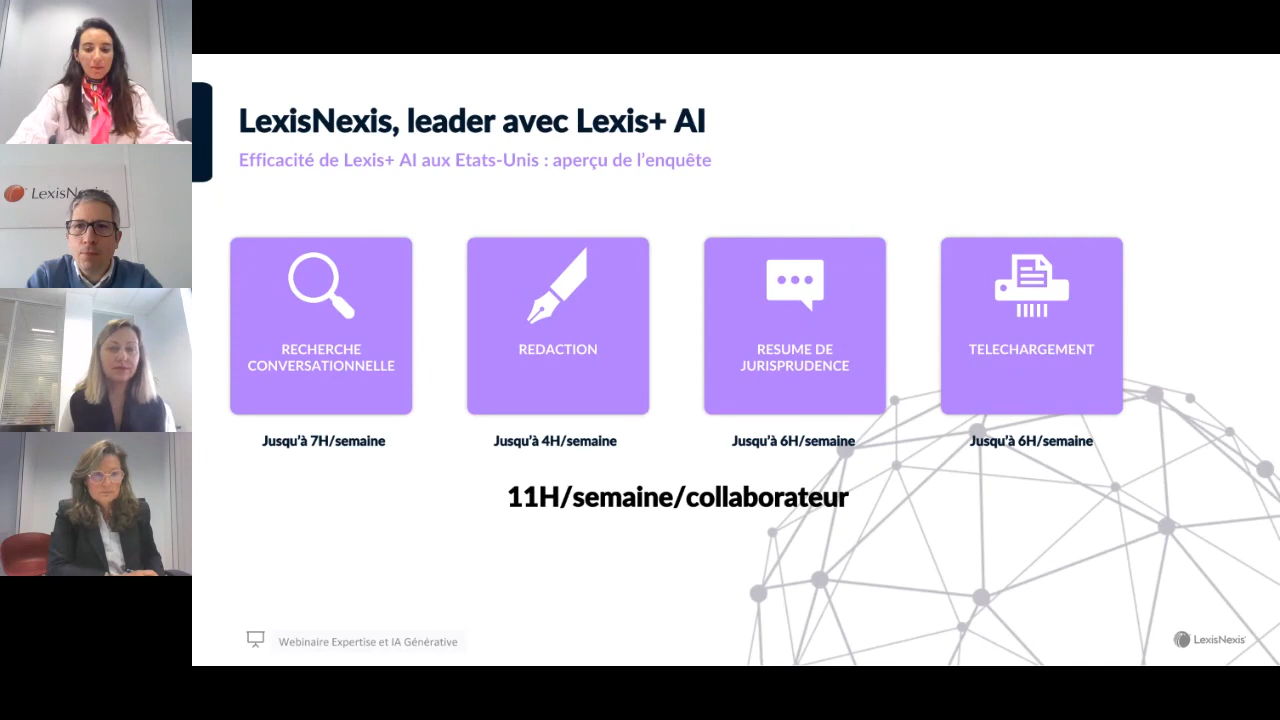 LexisNexis, leader avec Lexis+ AI
Efficacité de Lexis+ AI aux Etats-Unis : aperçu de l'enquête
RECHERCHE
CONVERSATIONNELLE
REDACTION
RESUME DE
JURISPRUDENCE
TELECHARGEMENT
Jusqu'à 7H/semaine
Jusqu'à 4H/semaine
Jusqu'à 6H/semaine
Jusqu'à 6H/semaine
11H/semaine/collaborateur
Webinaire Expertise et IA Générative
LexisNexis
LexisNexis